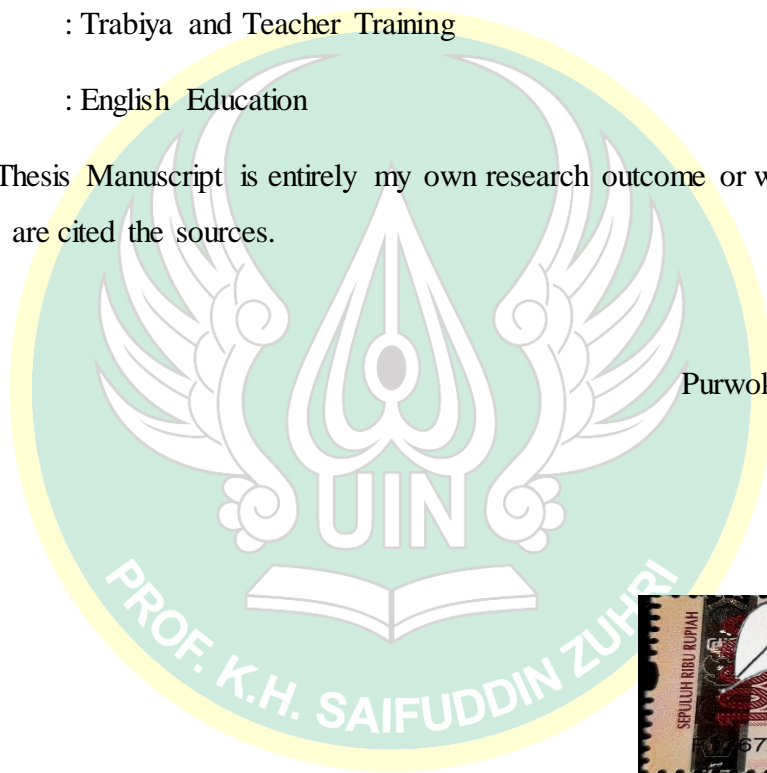 : Trabiya and Teacher Training
: English Education
Thesis Manuscript is entirely my own research outcome or
are cited the sources.
UIN
PROF. K.H. SAIFUDDIN ZUHRI
SEPULUH RIBU RUPIAH